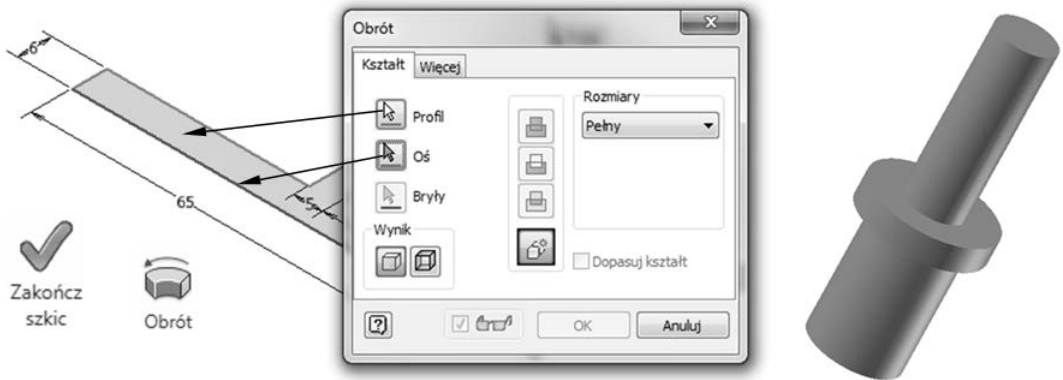 6
65
5
Zakończ
szkic
Obrót
Obrót
Kształt
Więcej
Profil
Oś
Bryły
Wynik
Rozmiary
Pełny
Dopasuj kształt
OK
Anuluj